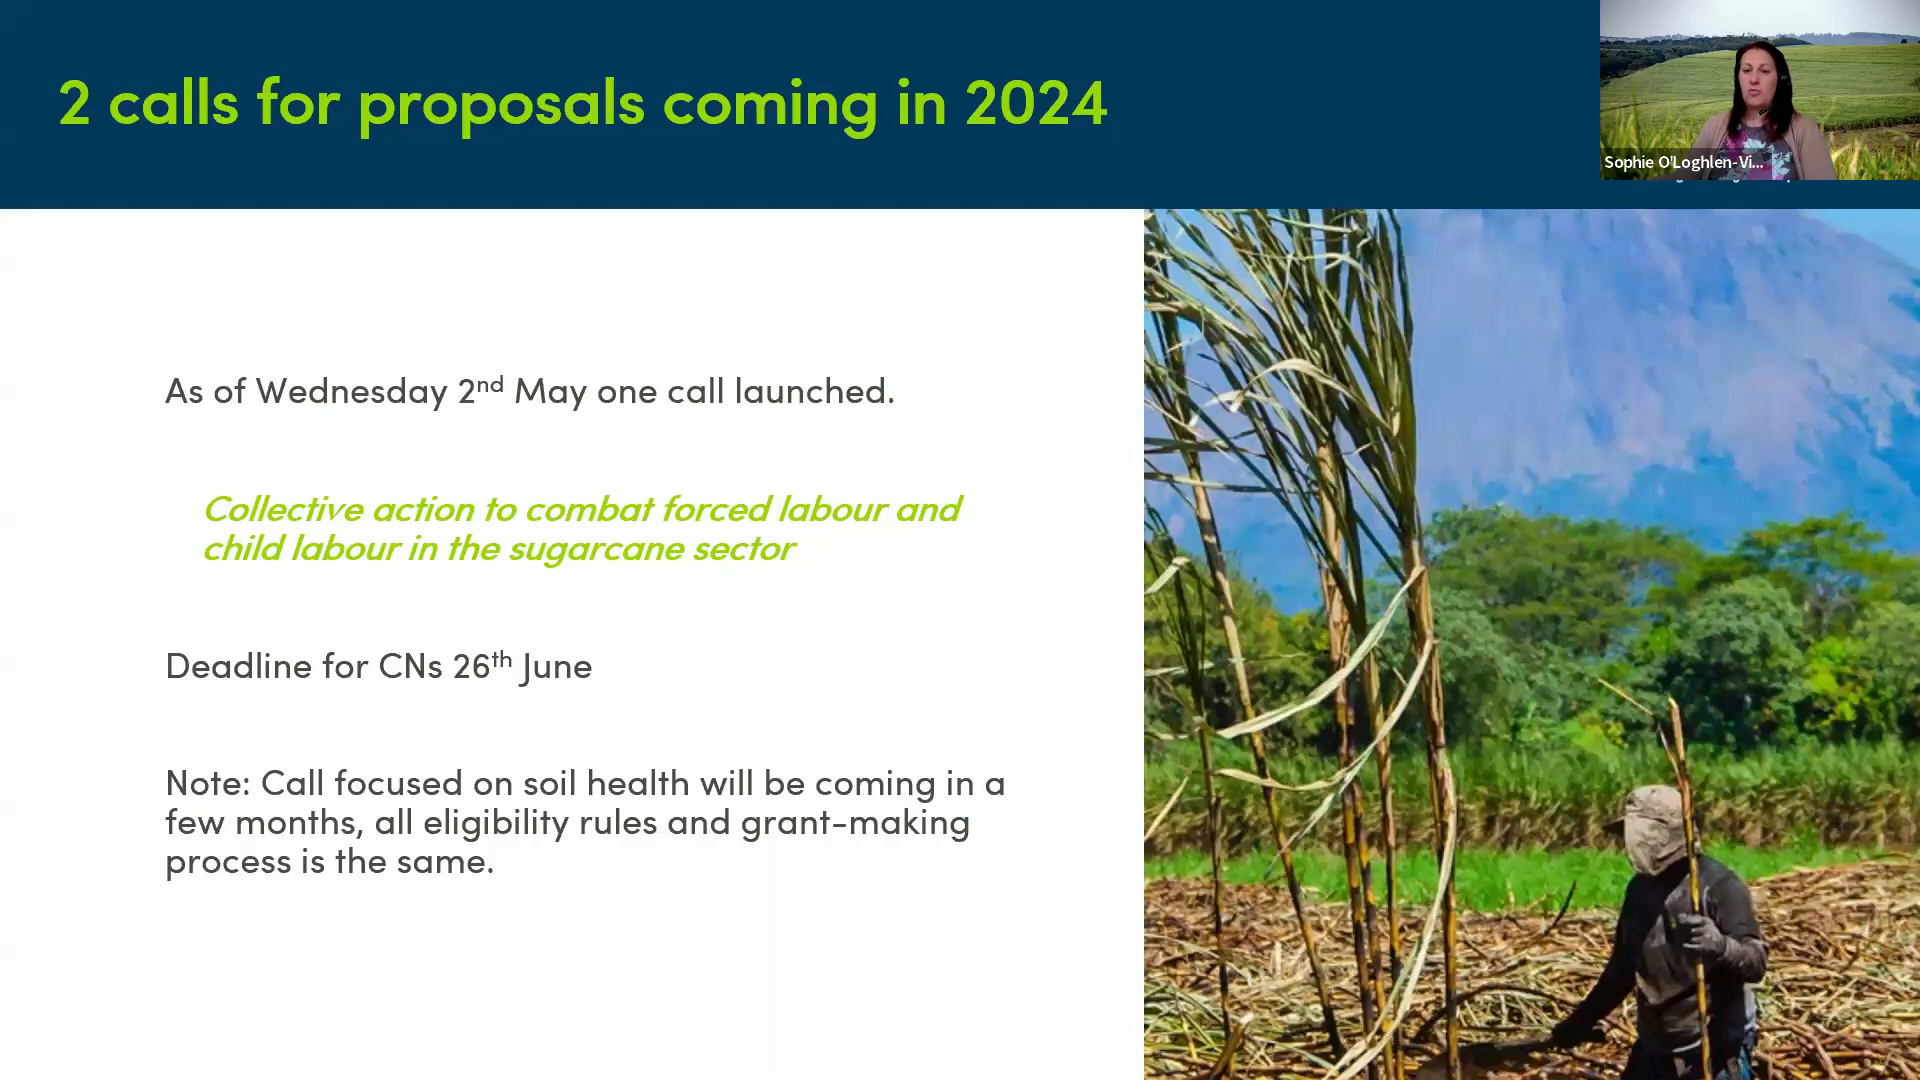 2 calls for proposals coming in 2024
Sophie O'Loghlen-Vi...
As of Wednesday 2nd May one call launched.
Collective action to combat forced labour and
child labour in the sugarcane sector
Deadline for CNs 26th June
Note: Call focused on soil health will be coming in a
few months, all eligibility rules and grant-making
process is the same.